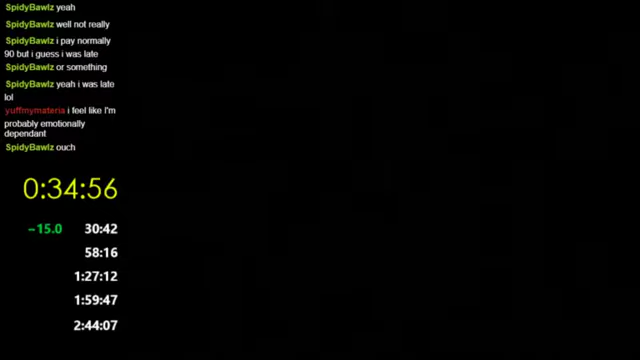 SpidyBawlz yeah
SpidyBawlz well not really
SpidyBawlz i pay normally
90 but i guess i was late
SpidyBawlz or something
SpidyBawlz yeah i was late
lol
yuffmymateria i feel like I'm
probably emotionally
dependant
SpidyBawlz ouch
0:34:56
-15.0 30:42
58:16
1:27:12
1:59:47
2:44:07